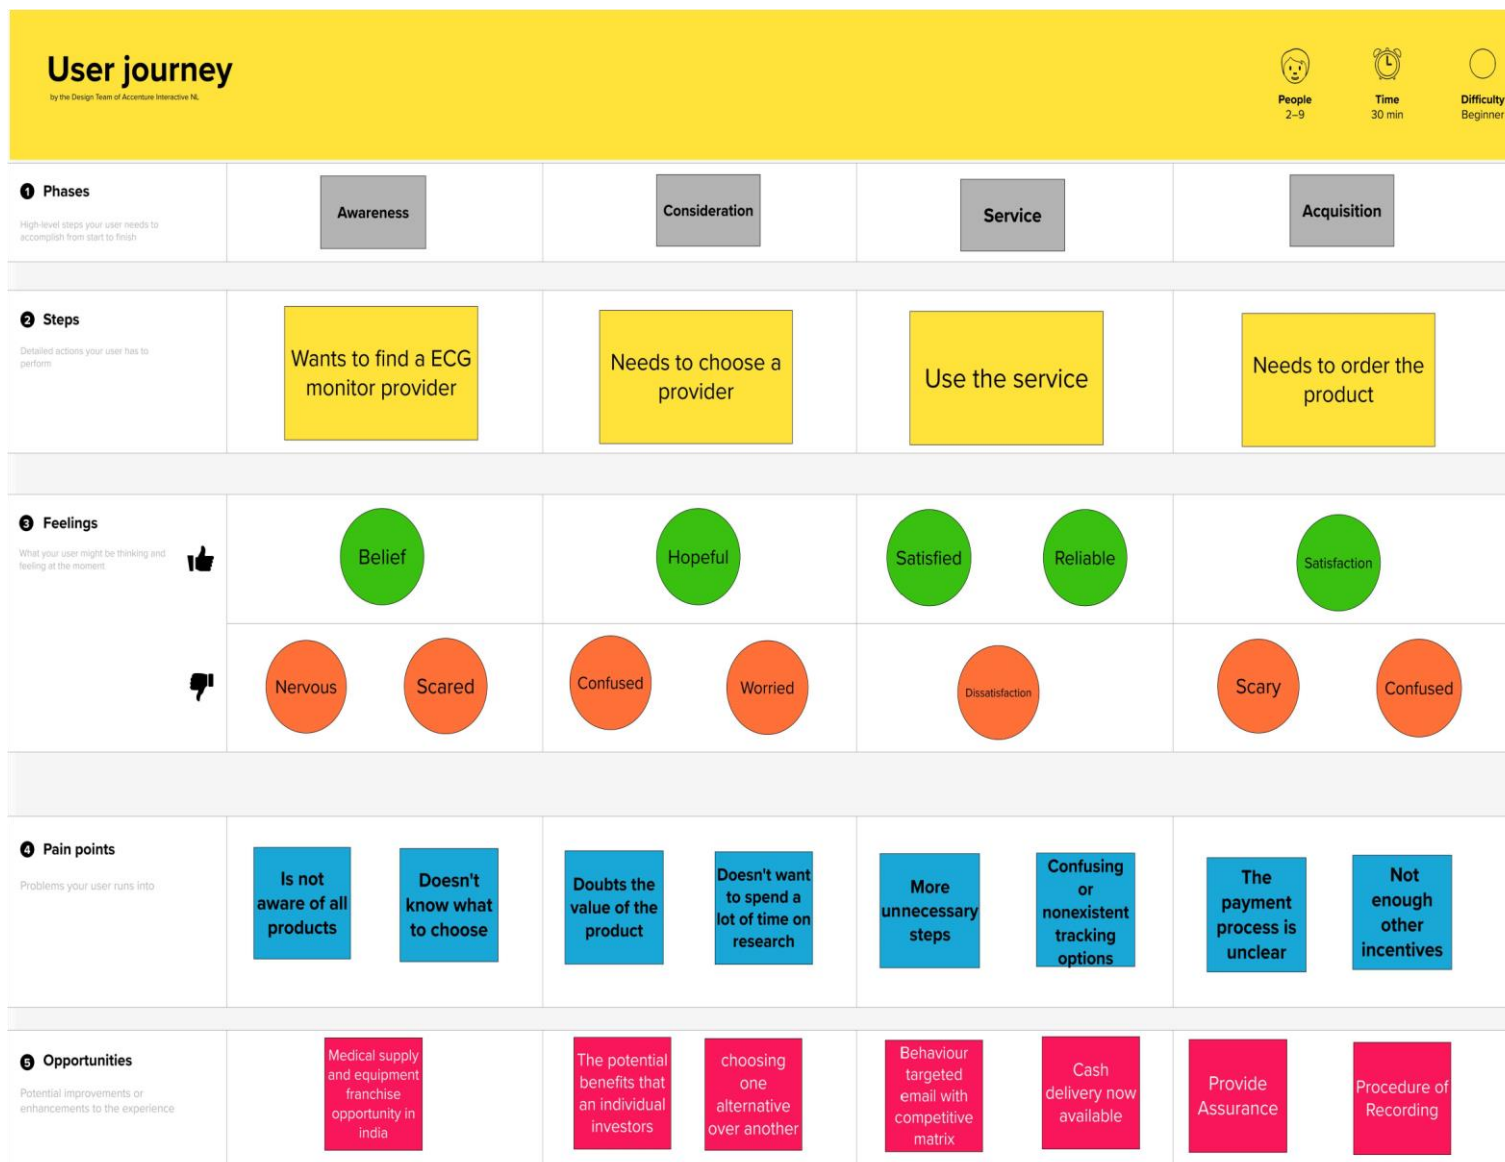 User journey
by the Design Team of Accenture Interactive NL
People
2–9
Time
30 min
Difficulty
Beginner
1 Phases
High-level steps your user needs to
accomplish from start to finish
Awareness
Consideration
Service
Acquisition
2 Steps
Detailed actions your user has to
perform
Wants to find a ECG
monitor provider
Needs to choose a
provider
Use the service
Needs to order the
product
3 Feelings
What your user might be thinking and
feeling at the moment
Belief
Hopeful
Satisfied
Reliable
Satisfaction
Nervous
Scared
Confused
Worried
Dissatisfaction
Scary
Confused
4 Pain points
Problems your user runs into
Is not
aware of all
products
Doesn't
know what
to choose
Doubts the
value of the
product
Doesn't want
to spend a
lot of time on
research
More
unnecessary
steps
Confusing
or
nonexistent
tracking
options
The
payment
process is
unclear
Not
enough
other
incentives
5 Opportunities
Potential improvements or
enhancements to the experience
Medical supply
and equipment
franchise
opportunity in
india
The potential
benefits that
an individual
investors
choosing
one
alternative
over another
Behaviour
targeted
email with
competitive
matrix
Cash
delivery now
available
Provide
Assurance
Procedure of
Recording